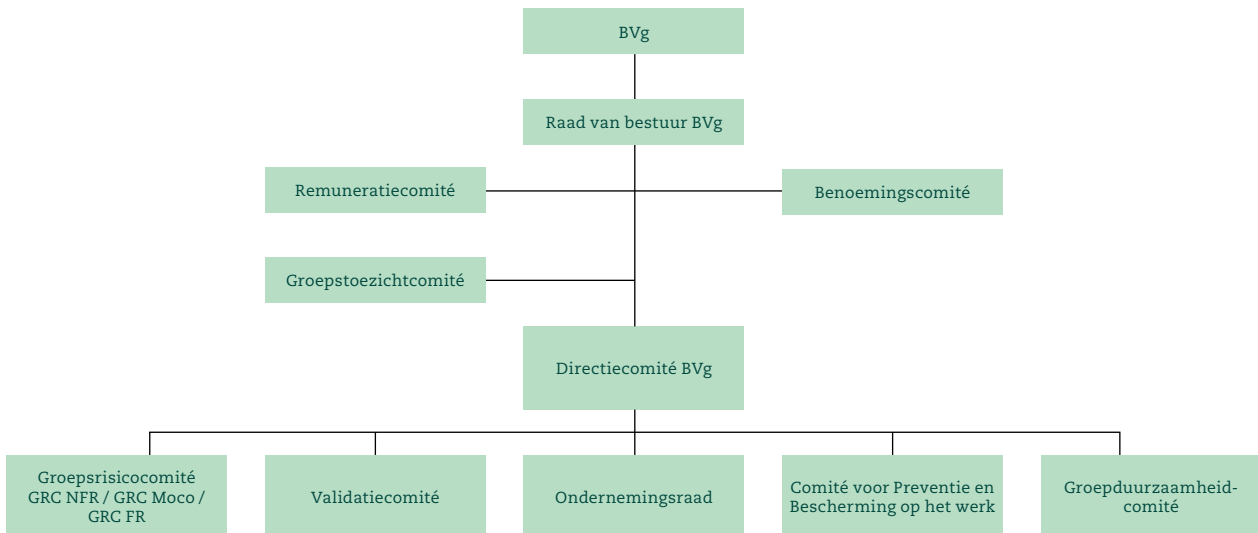 BVg
Raad van bestuur BVg
Remuneratiecomité
Benoemingscomité
Groepstoezichtcomité
Directiecomité BVg
Groepsrisicocomité
GRC NFR / GRC Moco /
GRC FR
Validatiecomité
Ondernemingsraad
Comité voor Preventie en
Bescherming op het werk
Groepduurzaamheid-
comité